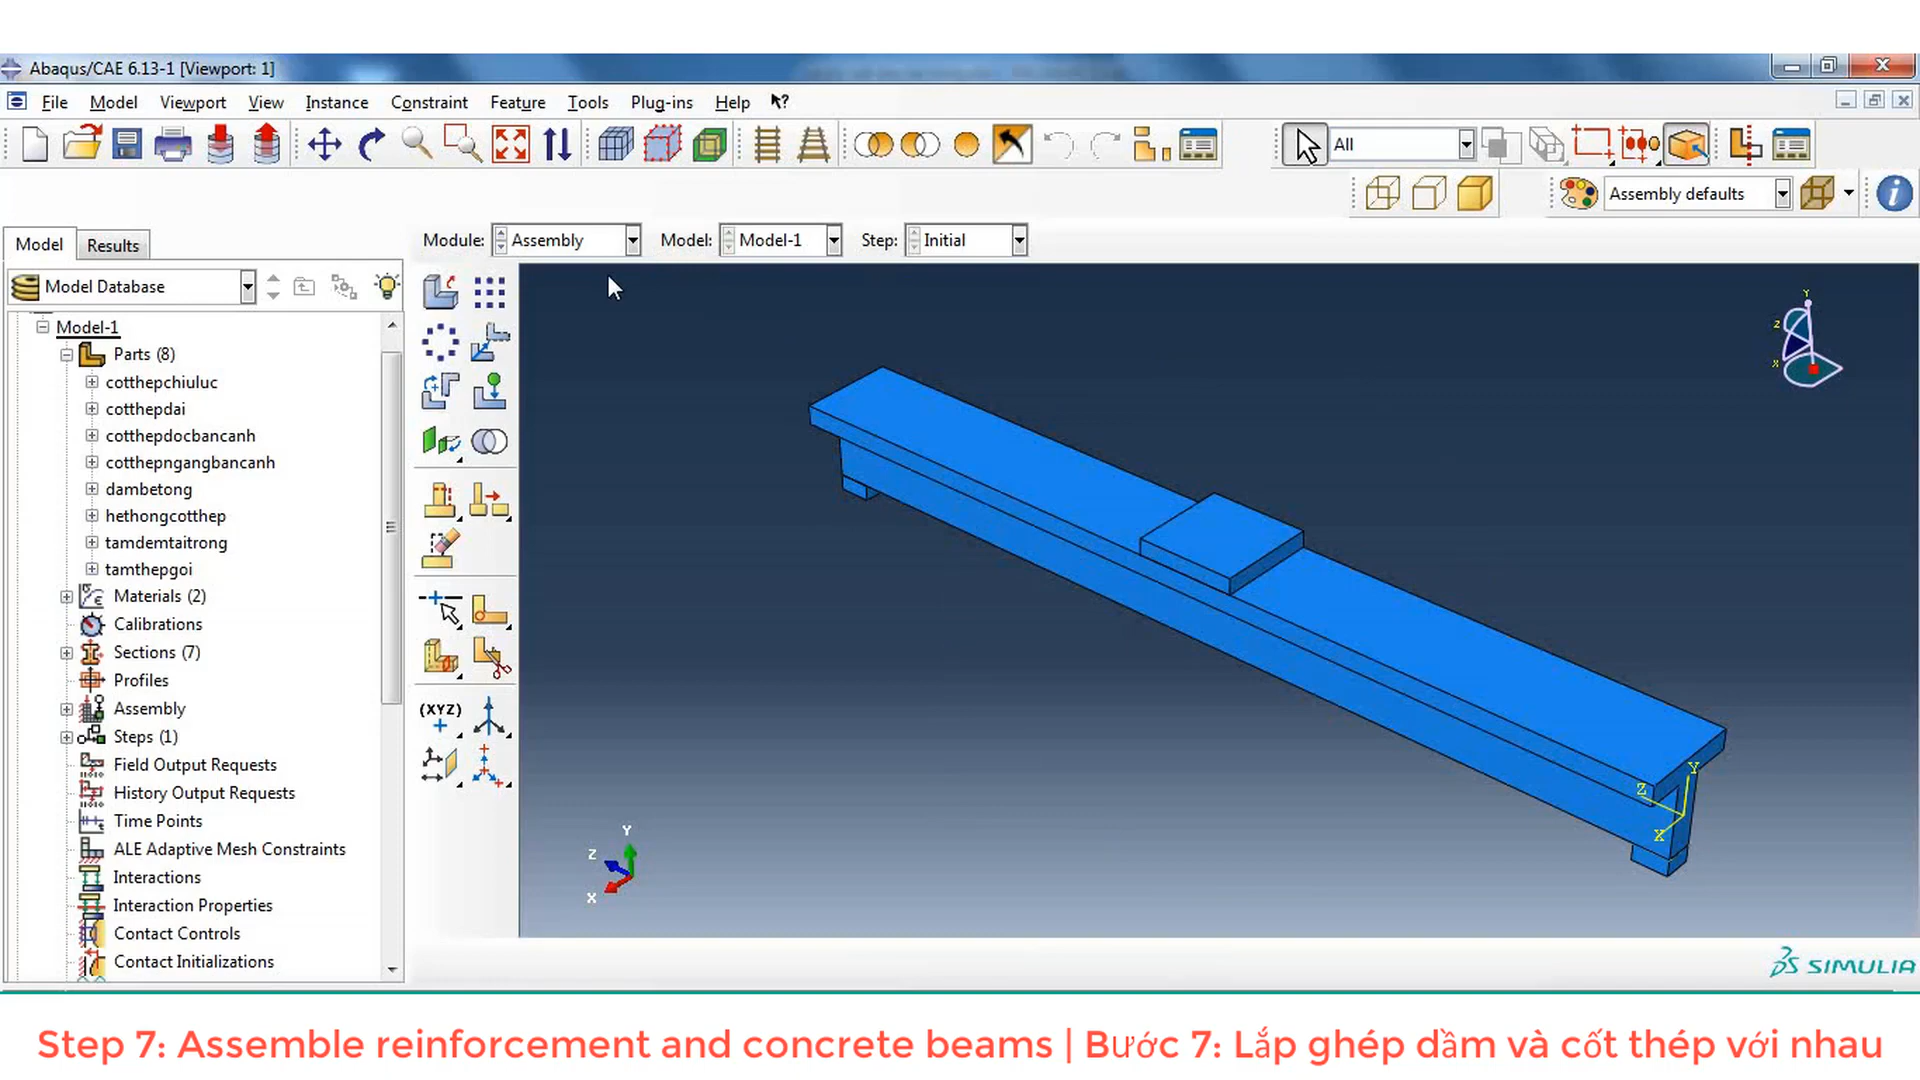 Abaqus/CAE 6.13-1 [Viewport: 1]
File Model Viewport View Instance Constraint Feature Tools Plug-ins Help
All
Assembly defaults
Model Results
Module: Assembly Model: Model-1 Step: Initial
Model Database
Model-1
Parts (8)
cotthepchiuluc
cotthepdai
cotthepdocbancanh
cotthepngangbancanh
dambetong
hethongcotthep
tamdemtaitrong
tamthepgoi
Materials (2)
Calibrations
Sections (7)
Profiles
Assembly
Steps (1)
Field Output Requests
History Output Requests
Time Points
ALE Adaptive Mesh Constraints
Interactions
Interaction Properties
Contact Controls
Contact Initializations
(XYZ)
Y
Z
X
Y
Z
X
Y
Z
X
SIMULIA
Step 7: Assemble reinforcement and concrete beams | Bước 7: Lắp ghép dầm và cốt thép với nhau